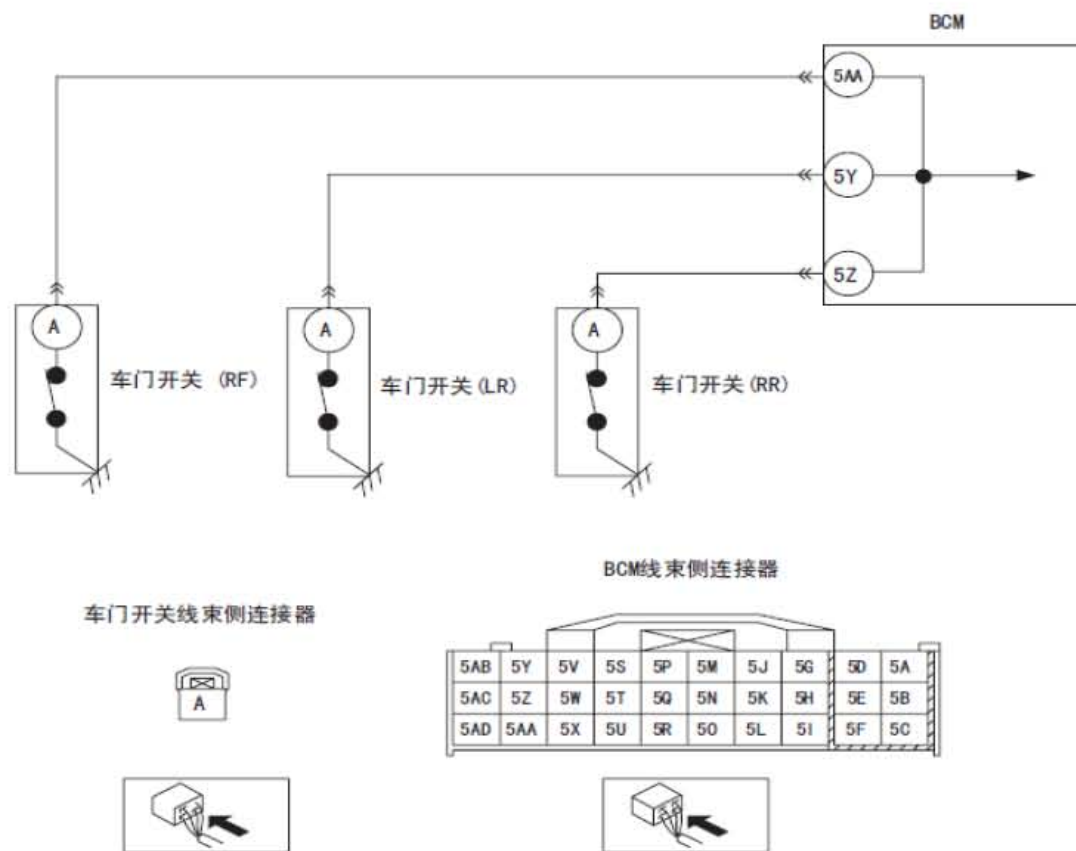 BCM
5AA
5Y
5Z
A
A
A
车门开关 (RF)
车门开关(LR)
车门开关(RR)
BCM线束侧连接器
车门开关线束侧连接器
A
5AB 5Y 5V 5S 5P 5M 5J 5G 5D 5A
5AC 5Z 5W 5T 5Q 5N 5K 5H 5E 5B
5AD 5AA 5X 5U 5R 5O 5L 5I 5F 5C